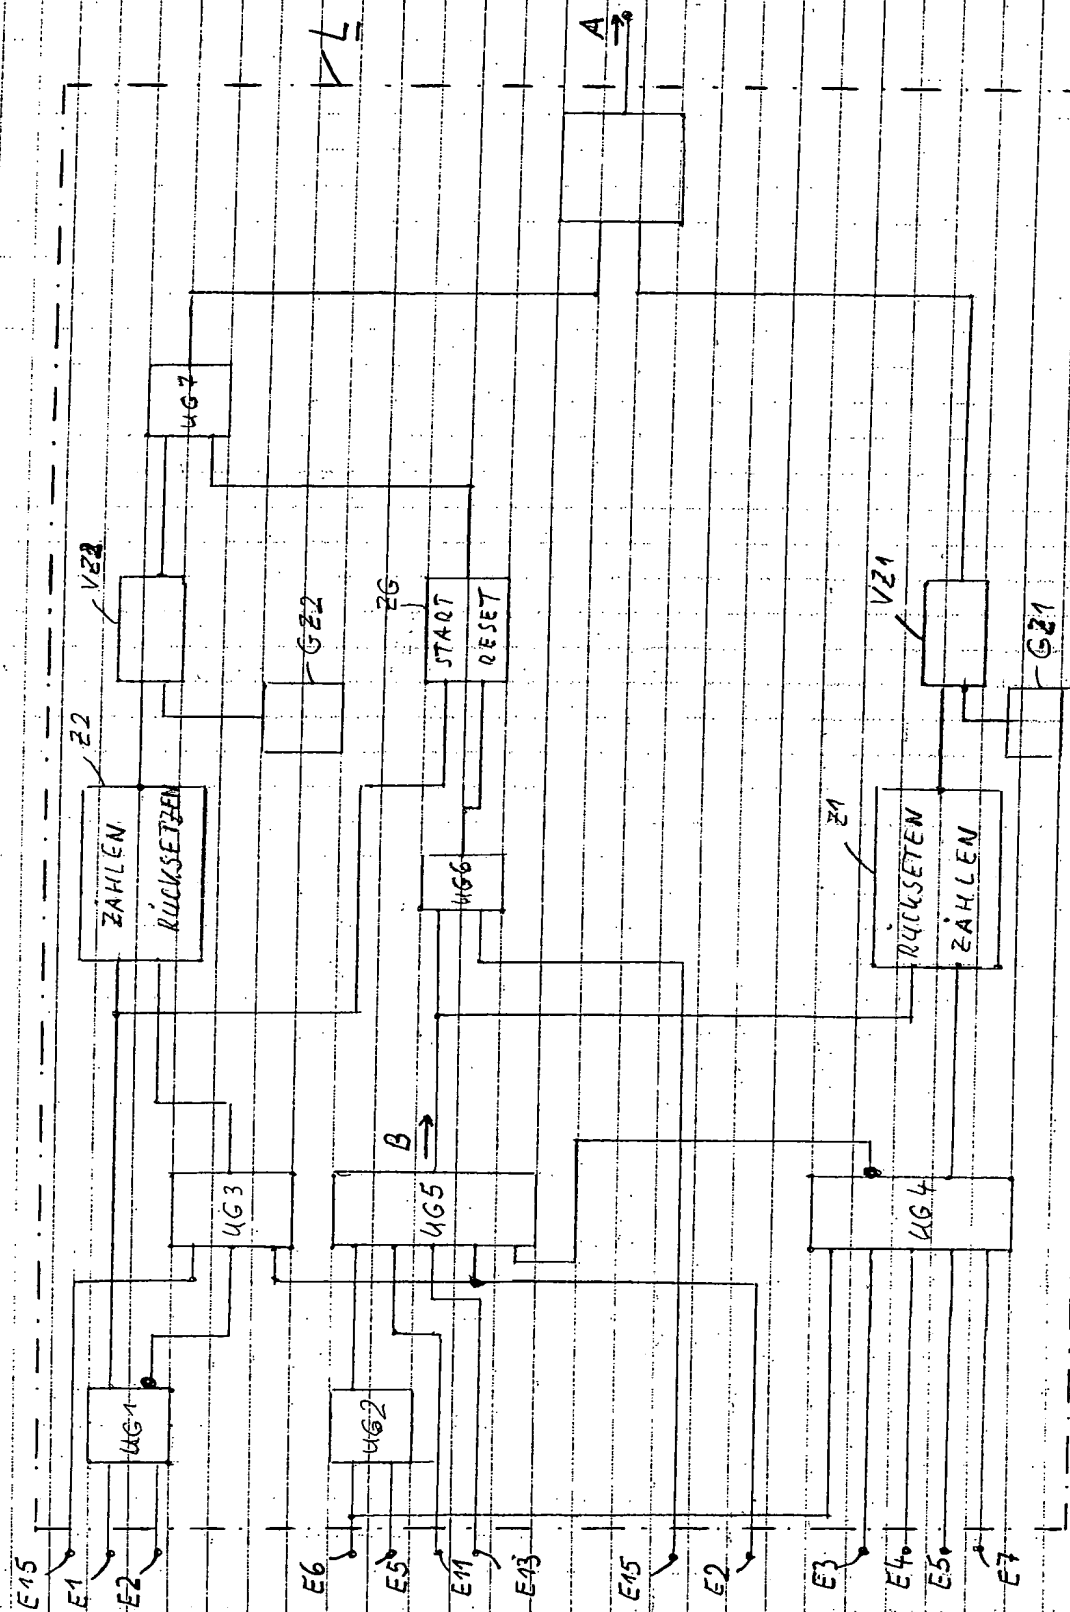 L
A
UG7
VZ2
GZ2
ZG
START
RESET
VZ1
GZ1
Z2
ZÄHLEN
RÜCKSETZEN
UG6
Z1
RÜCKSETEN
ZÄHLEN
B
UG3
UG5
UG4
UG1
UG2
E15
E1
E2
E6
E5
E11
E13
E15
E2
E3
E4
E5
E7